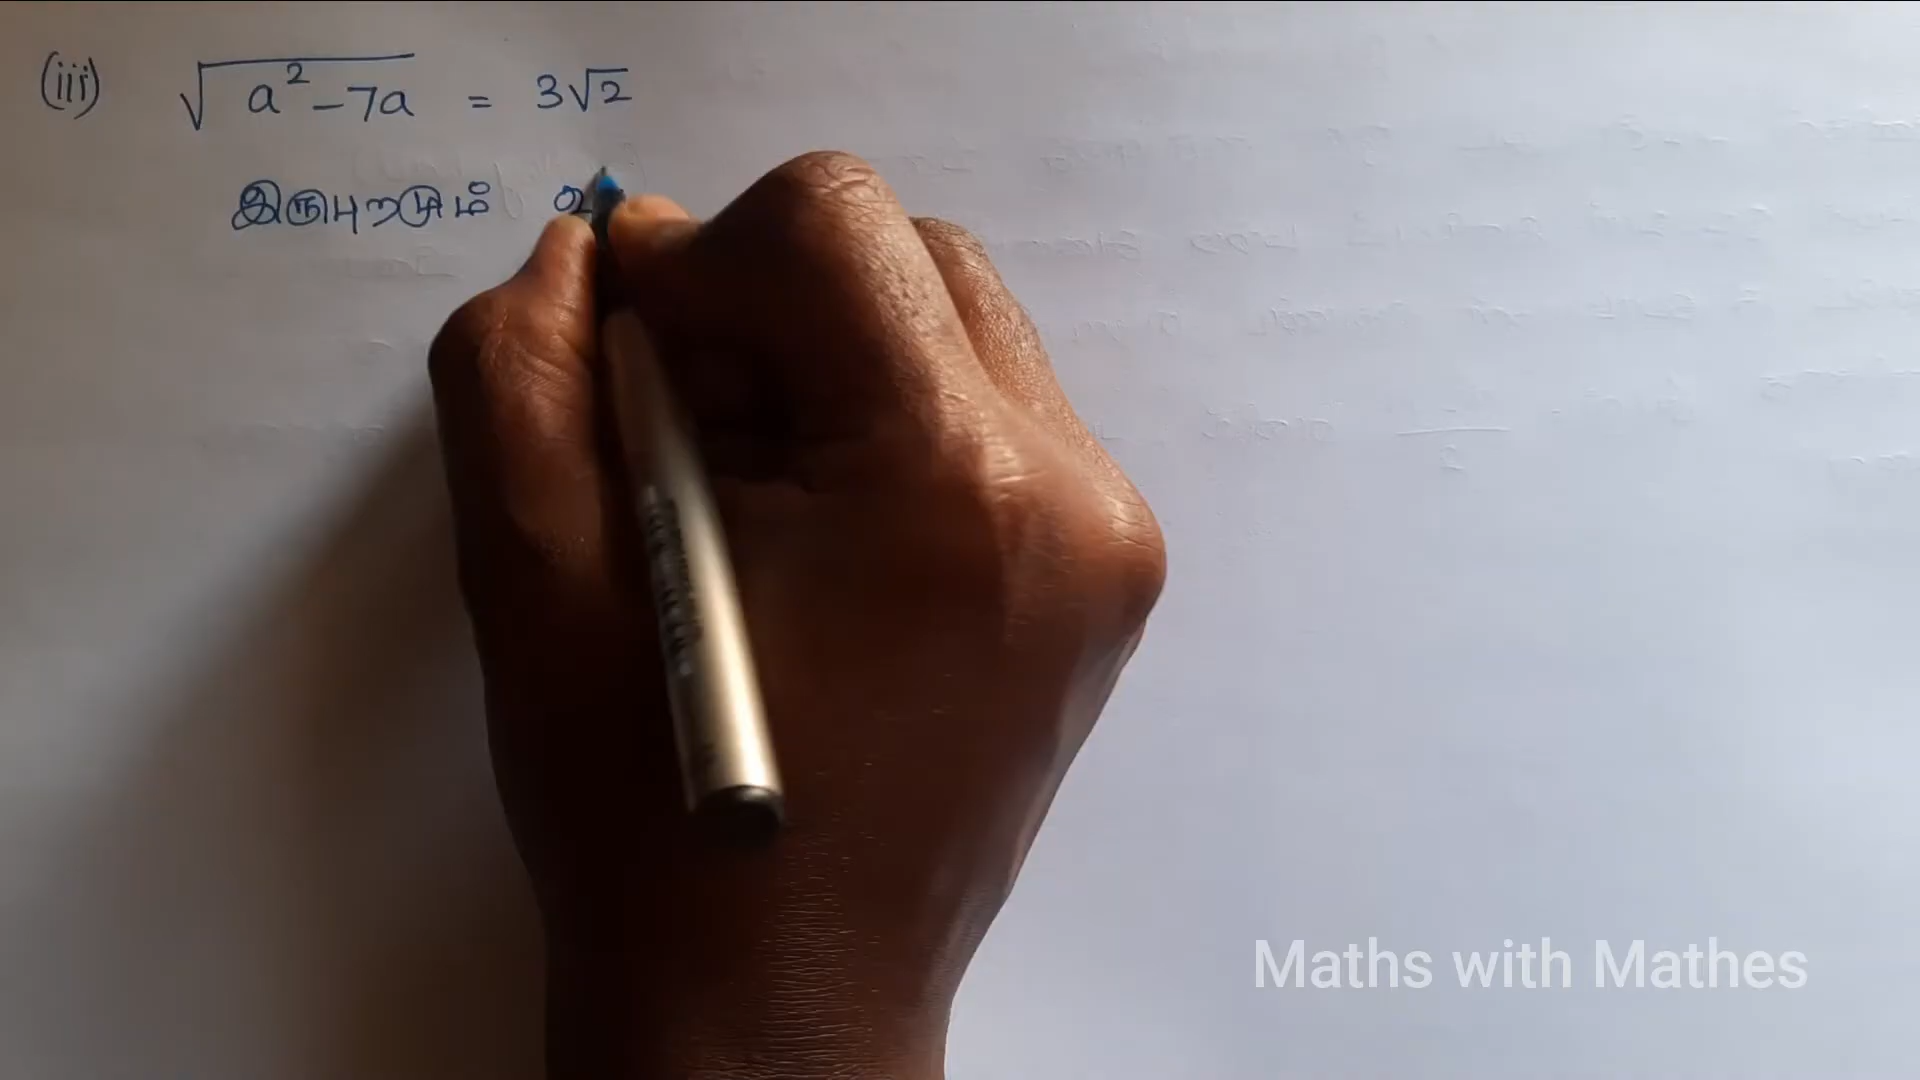 (iii) √(a²-7a) = 3√2
இருபுறமும்
Maths with Mathes